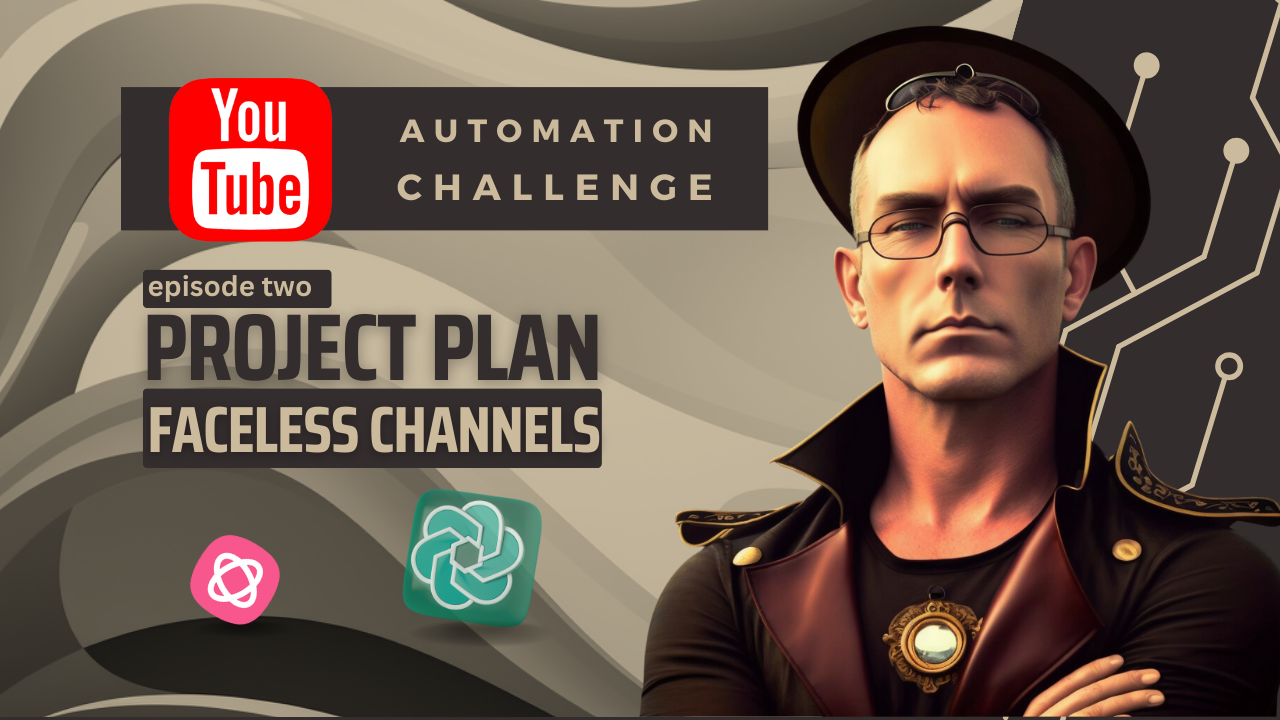 You
Tube
AUTOMATION
CHALLENGE
episode two
PROJECT PLAN
FACELESS CHANNELS